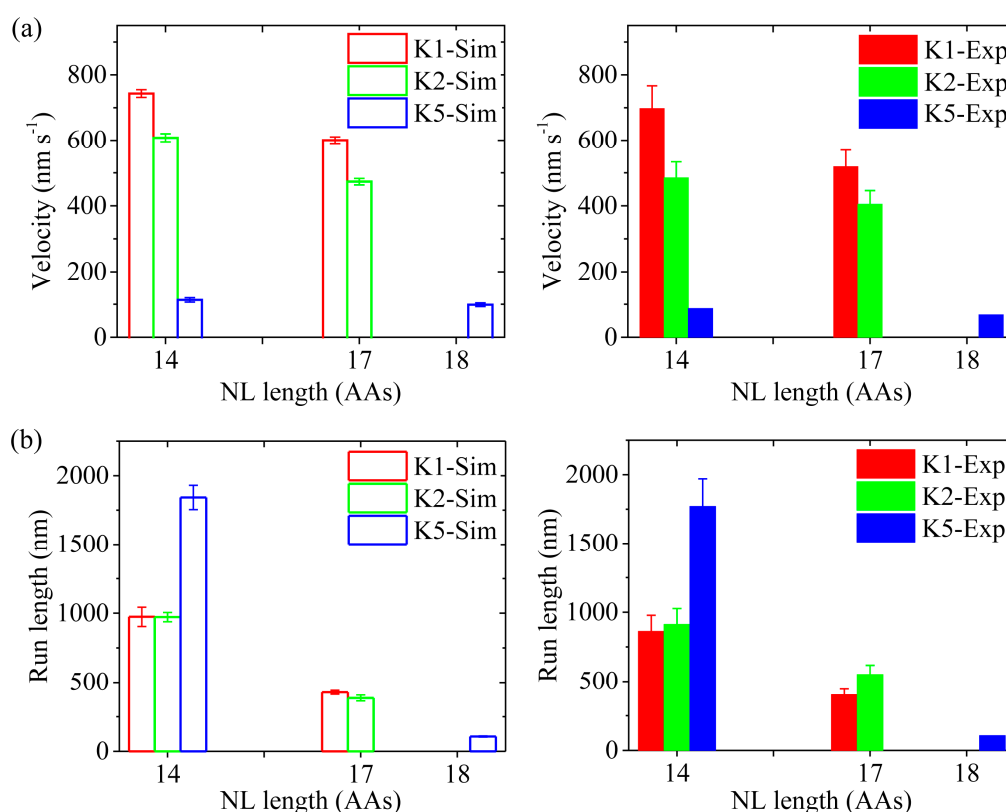 (a)
K1-Sim
K2-Sim
K5-Sim
800
600
400
200
0
Velocity (nm s⁻¹)
14
17
18
NL length (AAs)
K1-Exp
K2-Exp
K5-Exp
800
600
400
200
0
Velocity (nm s⁻¹)
14
17
18
NL length (AAs)
(b)
K1-Sim
K2-Sim
K5-Sim
2000
1500
1000
500
0
Run length (nm)
14
17
18
NL length (AAs)
K1-Exp
K2-Exp
K5-Exp
2000
1500
1000
500
0
Run length (nm)
14
17
18
NL length (AAs)